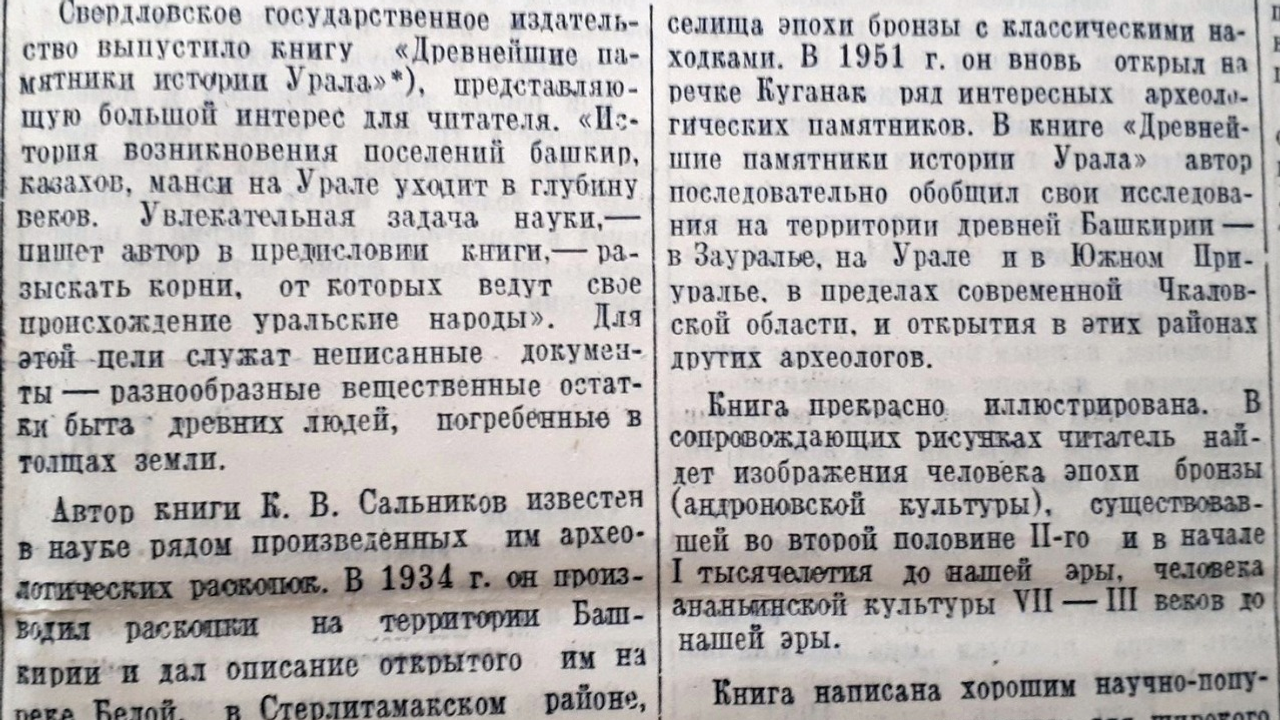 Свердловское государственное издатель-
ство выпустило книгу «Древнейшие па-
мятники истории Урала»*), представляю-
щую большой интерес для читателя. «Ис-
тория возникновения поселений башкир,
казахов, манси на Урале уходит в глубину
веков. Увлекательная задача науки,—
пишет автор в предисловии книги,— ра-
зыскать корни, от которых ведут свое
происхождение уральские народы». Для
этой цели служат неписанные докумен-
ты — разнообразные вещественные остат-
ки быта древних людей, погребенные в
толщах земли.
Автор книги К. В. Сальников известен
в науке рядом произведенных им архео-
логических раскопок. В 1934 г. он произ-
водил раскопки на территории Баш-
кирии и дал описание открытого им на
реке Белой, в Стерлитамакском районе,
селища эпохи бронзы с классическими на-
ходками. В 1951 г. он вновь открыл на
речке Куганак ряд интересных археоло-
гических памятников. В книге «Древней-
шие памятники истории Урала» автор
последовательно обобщил свои исследова-
ния на территории древней Башкирии —
в Зауралье, на Урале и в Южном При-
уралье, в пределах современной Чкалов-
ской области, и открытия в этих районах
других археологов.
Книга прекрасно иллюстрирована. В
сопровождающих рисунках читатель най-
дет изображения человека эпохи бронзы
(андроновской культуры), существовав-
шей во второй половине II-го и в начале
I тысячелетия до нашей эры, человека
ананьинской культуры VII — III веков до
нашей эры.
Книга написана хорошим научно-попу-